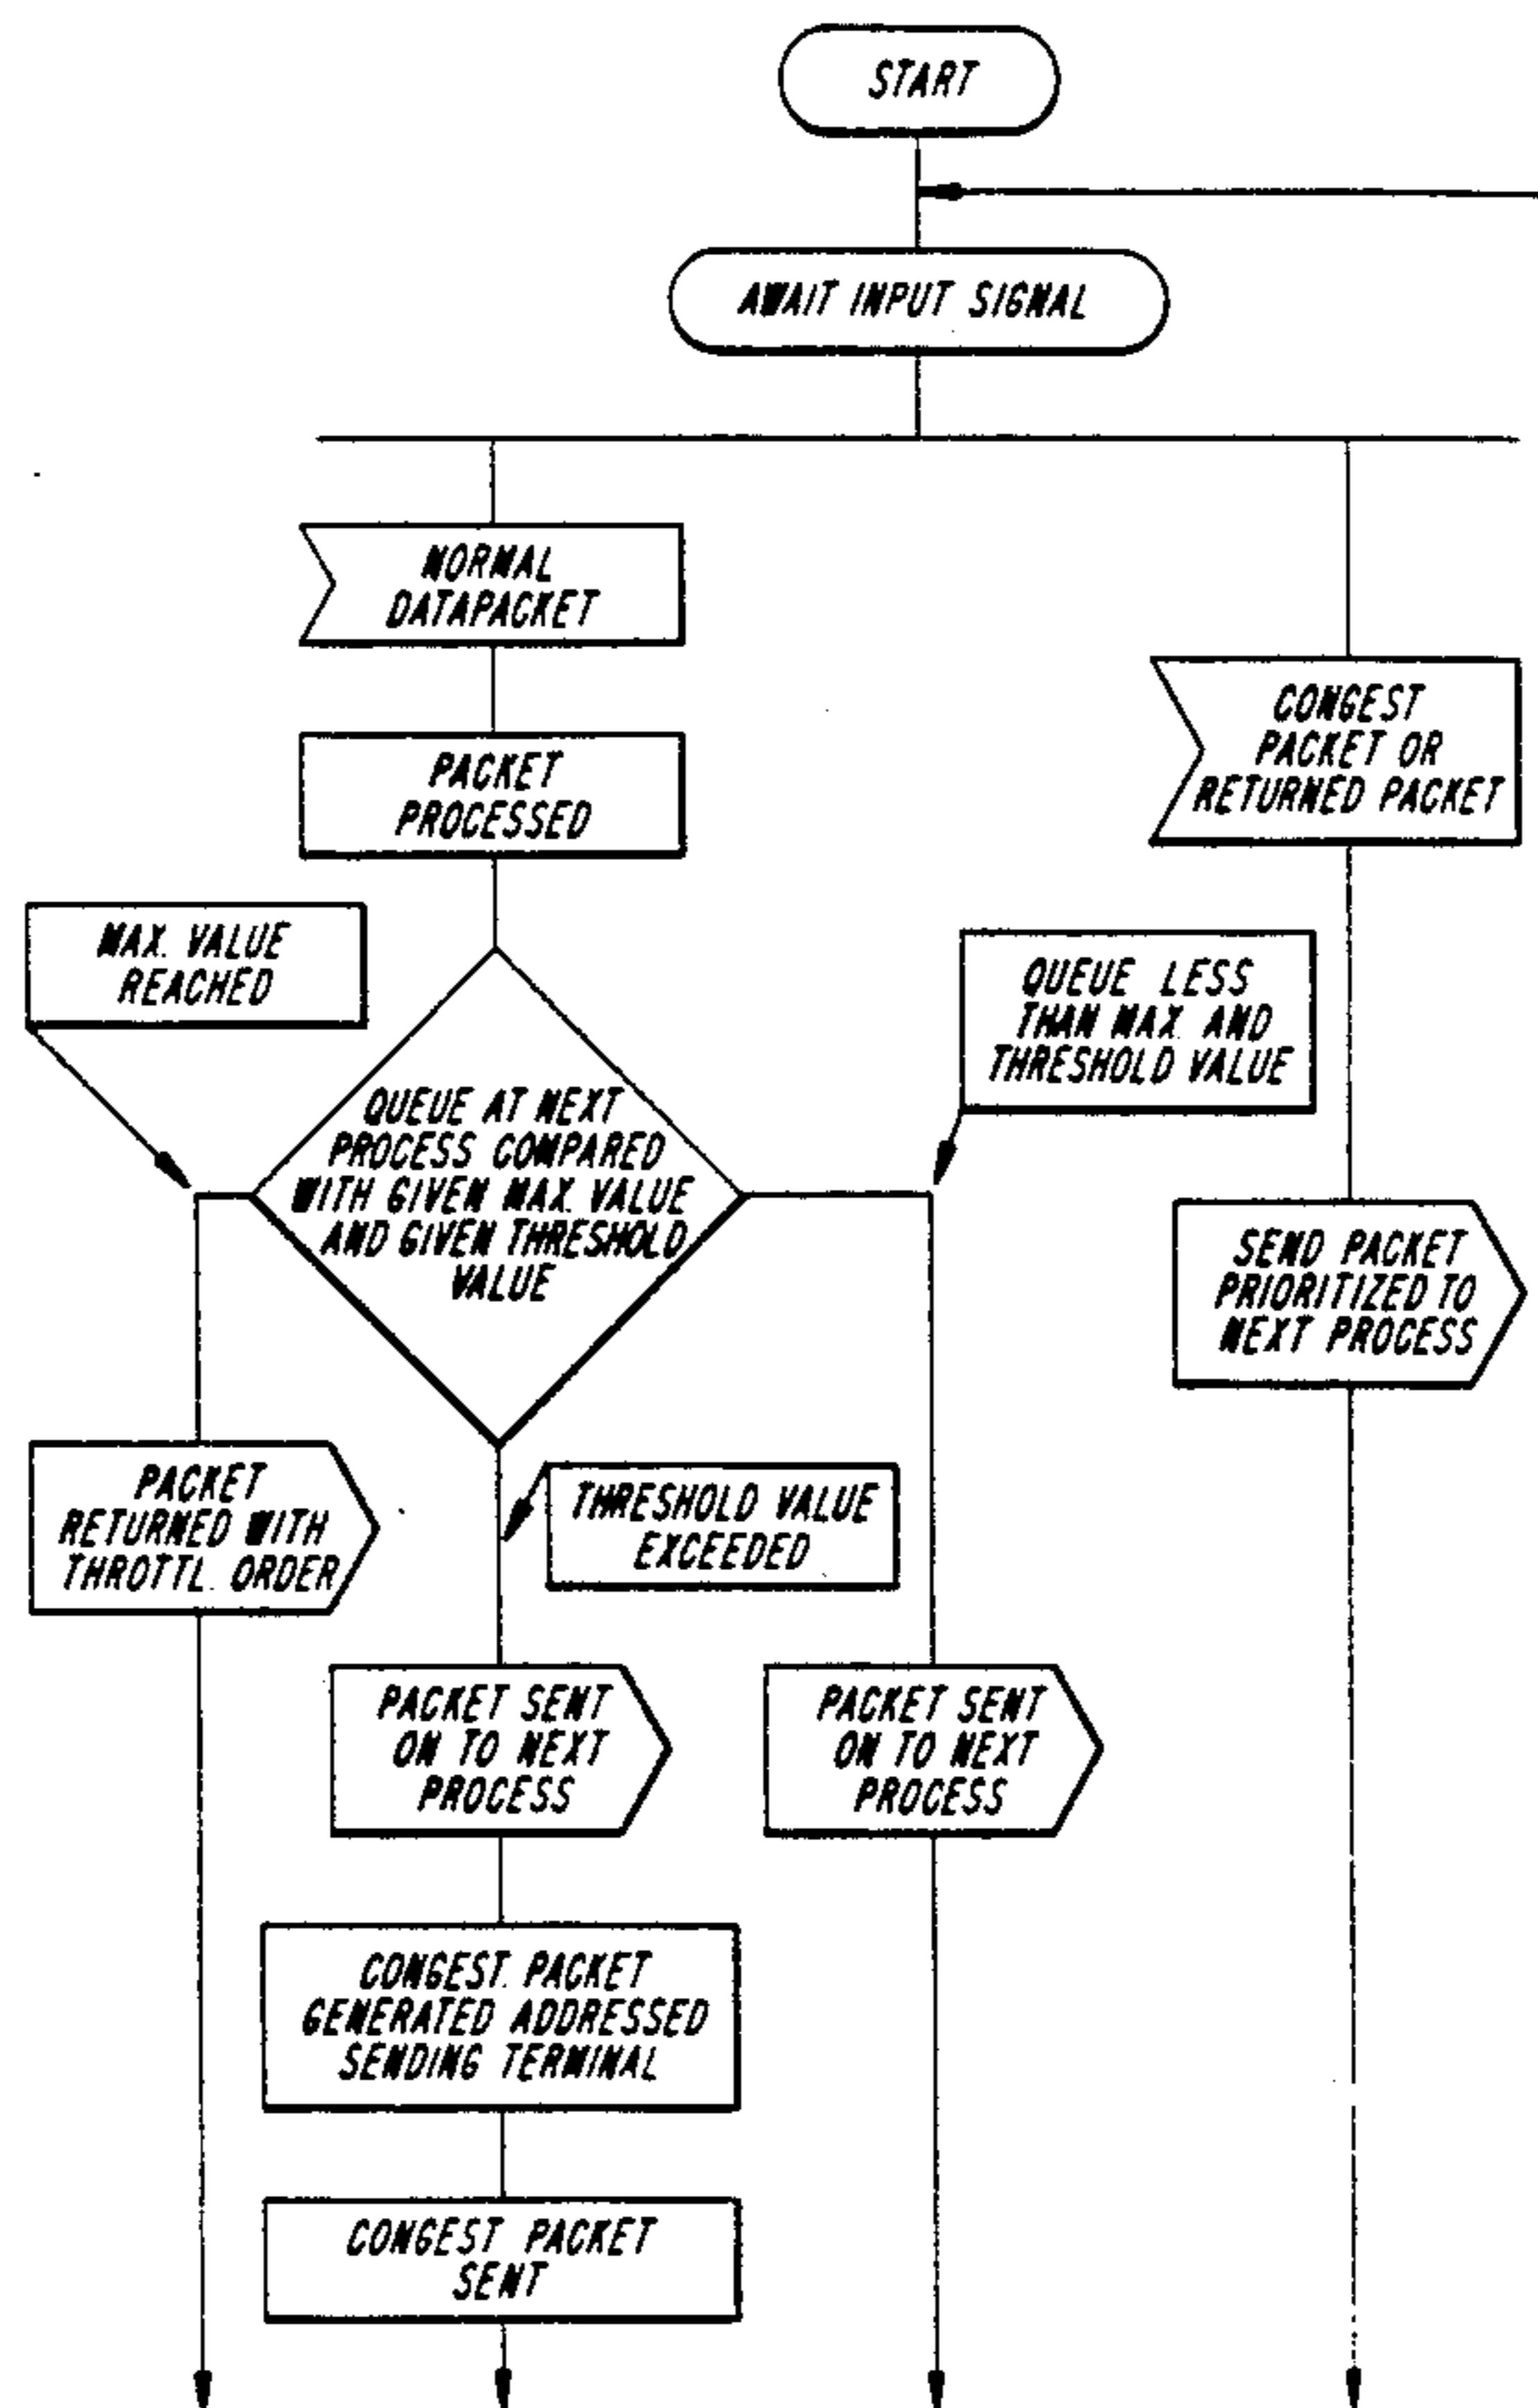 START
AWAIT INPUT SIGNAL
NORMAL
DATAPACKET
CONGEST
PACKET OR
RETURNED PACKET
PACKET
PROCESSED
MAX. VALUE
REACHED
QUEUE LESS
THAN MAX. AND
THRESHOLD VALUE
QUEUE AT NEXT
PROCESS COMPARED
WITH GIVEN MAX. VALUE
AND GIVEN THRESHOLD
VALUE
SEND PACKET
PRIORITIZED TO
NEXT PROCESS
PACKET
RETURNED WITH
THROTTL. ORDER
THRESHOLD VALUE
EXCEEDED
PACKET SENT
ON TO NEXT
PROCESS
PACKET SENT
ON TO NEXT
PROCESS
CONGEST. PACKET
GENERATED ADDRESSED
SENDING TERMINAL
CONGEST PACKET
SENT